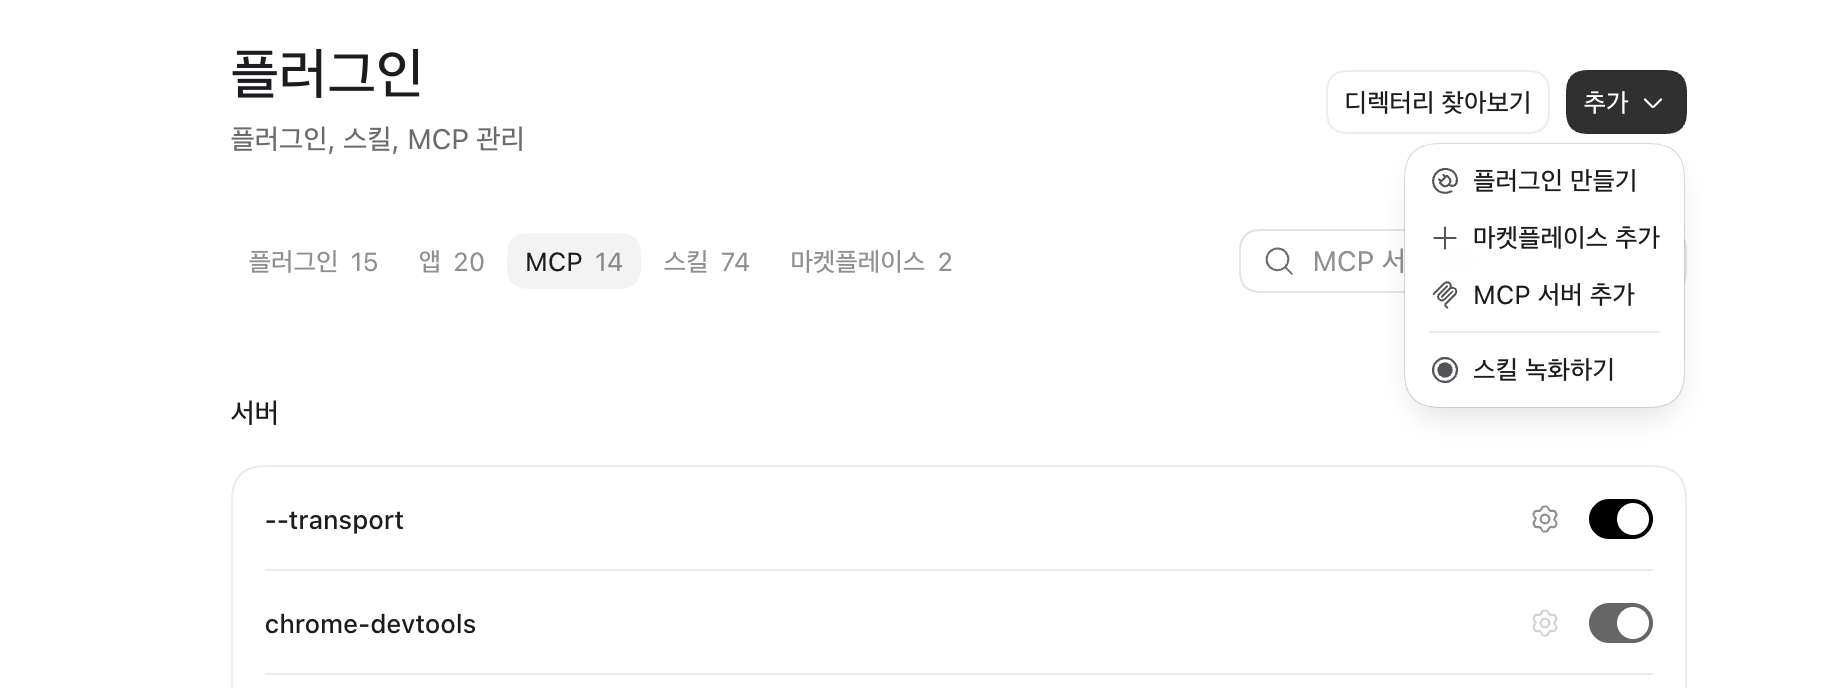 플러그인
플러그인, 스킬, MCP 관리
디렉터리 찾아보기
추가
플러그인 만들기
마켓플레이스 추가
MCP 서버 추가
스킬 녹화하기
플러그인 15 앱 20 MCP 14 스킬 74 마켓플레이스 2
MCP 서
서버
--transport
chrome-devtools